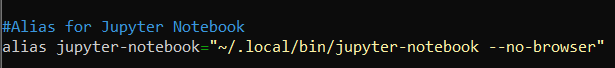 #Alias for Jupyter Notebook
alias jupyter-notebook="~/.local/bin/jupyter-notebook --no-browser"